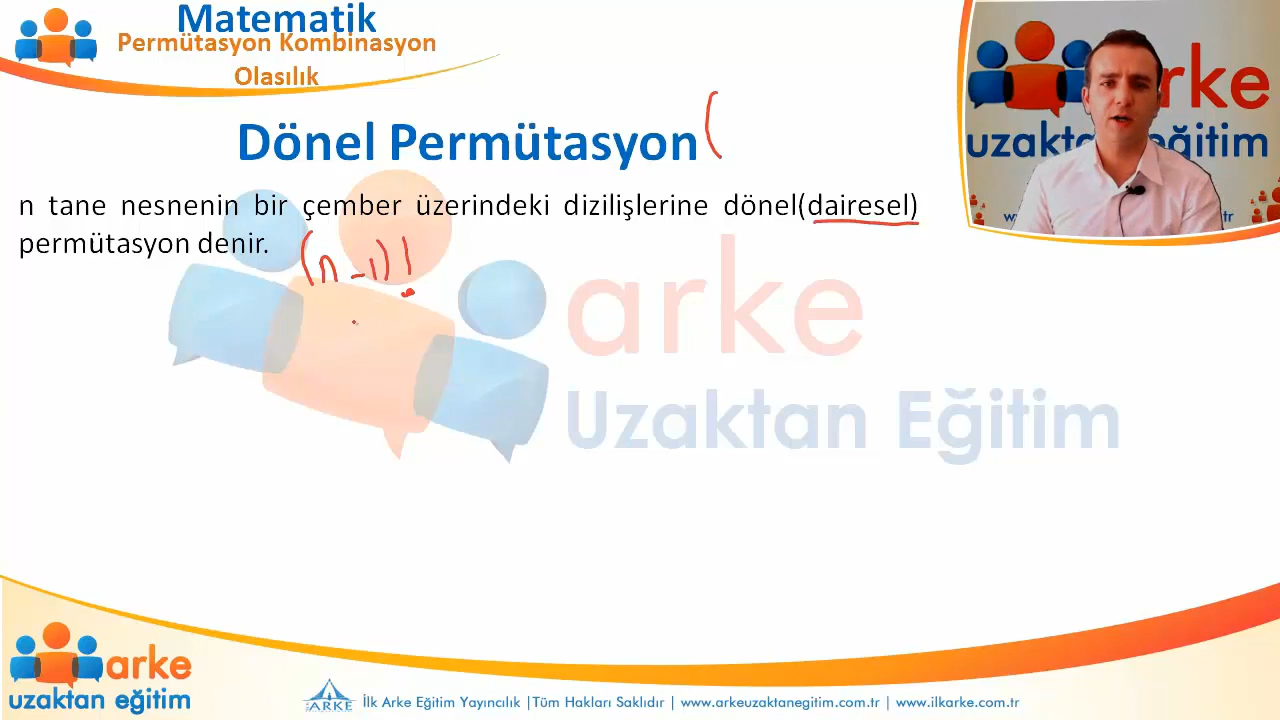 Matematik
Permütasyon Kombinasyon
Olasılık
arke
uzaktan eğitim
Dönel Permütasyon (
n tane nesnenin bir çember üzerindeki dizilişlerine dönel(dairesel)
permütasyon denir.
(n-1)!
arke
Uzaktan Eğitim
arke
uzaktan eğitim
ARKE
İlk Arke Eğitim Yayıncılık |Tüm Hakları Saklıdır | www.arkeuzaktanegitim.com.tr | www.ilkarke.com.tr